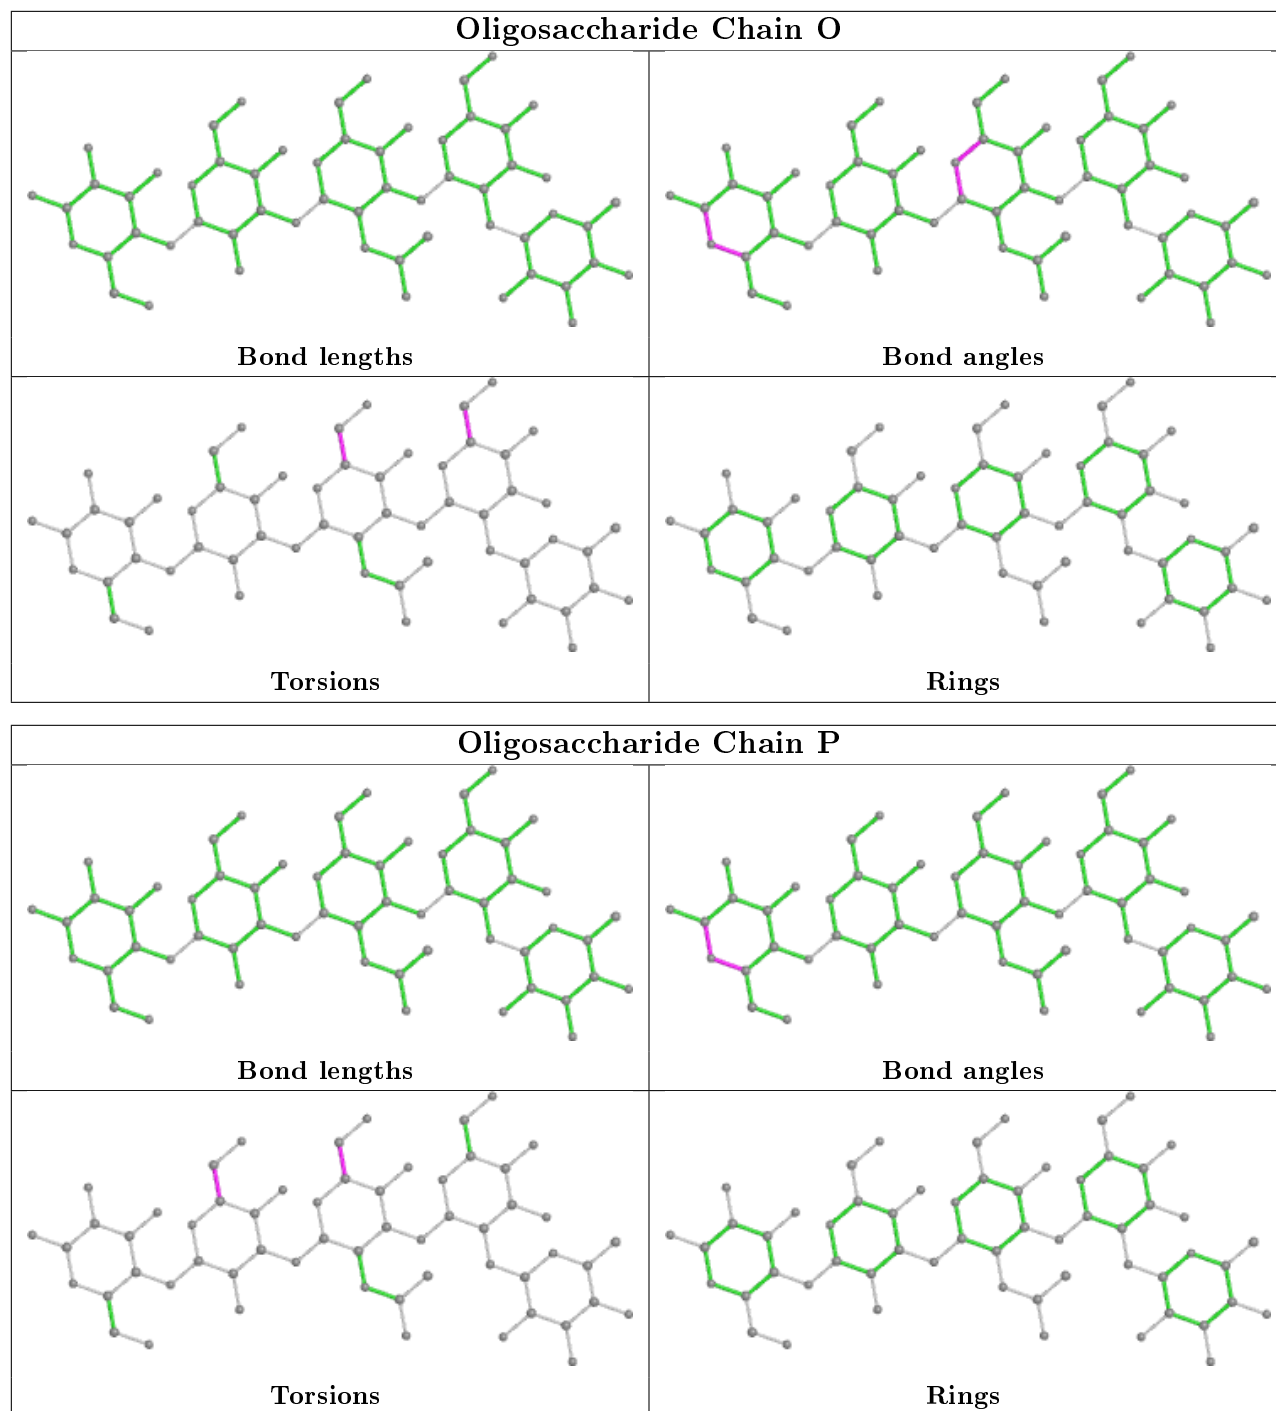 Oligosaccharide Chain O
Bond lengths
Bond angles
Torsions
Rings
Oligosaccharide Chain P
Bond lengths
Bond angles
Torsions
Rings